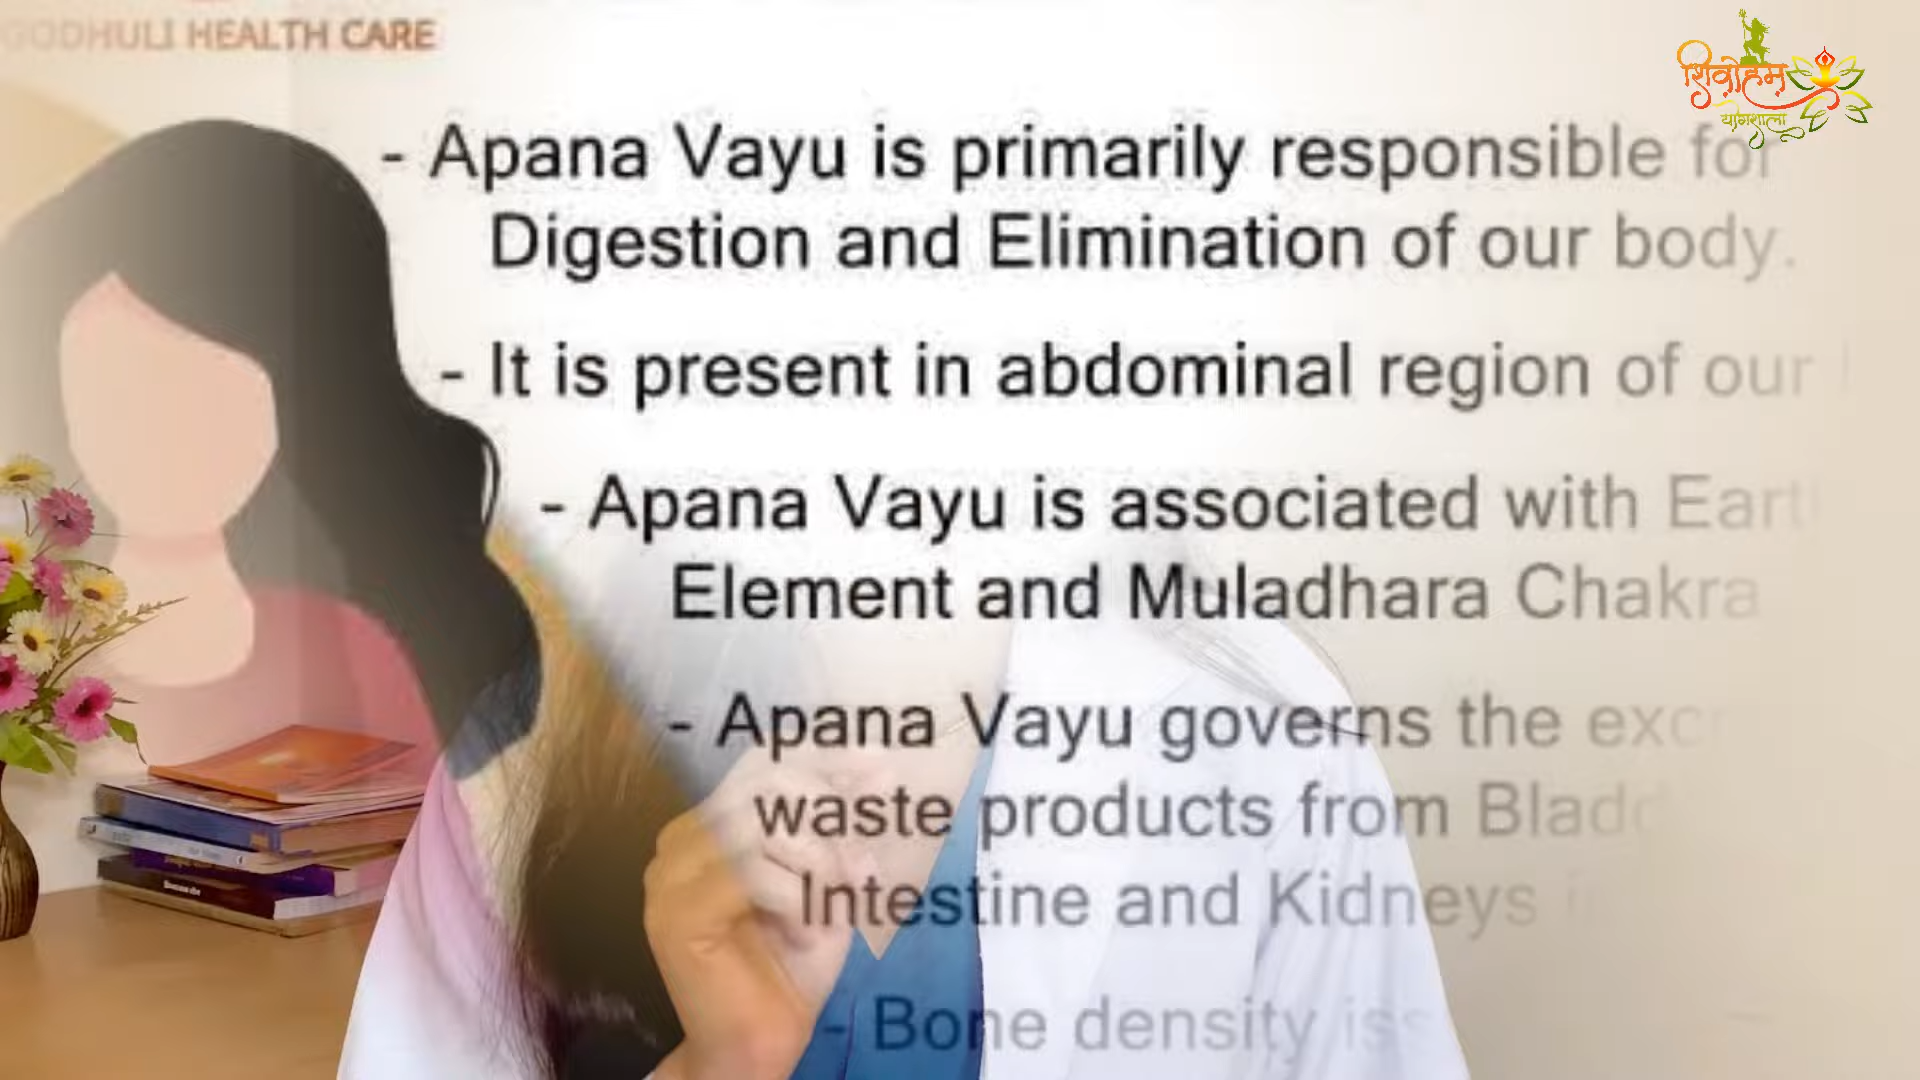 GODHULI HEALTH CARE
शिवोहम
योगशाला
- Apana Vayu is primarily responsible for
Digestion and Elimination of our body.
- It is present in abdominal region of our
- Apana Vayu is associated with Earth
Element and Muladhara Chakra
- Apana Vayu governs the
waste products from
Intestine and Kidneys
- Bone density